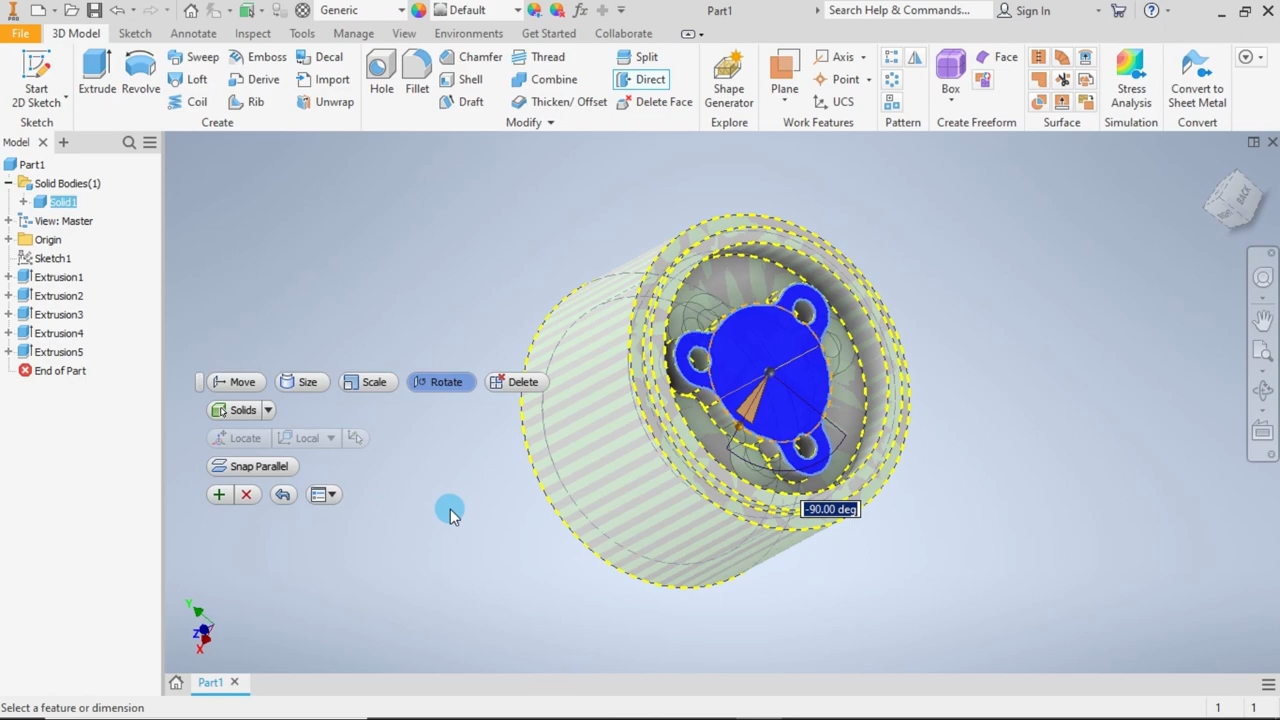 PRO
Generic
Default
Part1
Search Help & Commands...
Sign In
File
3D Model
Sketch
Annotate
Inspect
Tools
Manage
View
Environments
Get Started
Collaborate
Start
2D Sketch
Extrude
Revolve
Sweep
Emboss
Decal
Loft
Derive
Import
Coil
Rib
Unwrap
Hole
Fillet
Chamfer
Thread
Split
Shell
Combine
Direct
Draft
Thicken/ Offset
Delete Face
Shape
Generator
Plane
Axis
Point
UCS
Box
Face
Stress
Analysis
Convert to
Sheet Metal
Sketch
Create
Modify
Explore
Work Features
Pattern
Create Freeform
Surface
Simulation
Convert
Model
Part1
Solid Bodies(1)
Solid1
View: Master
Origin
Sketch1
Extrusion1
Extrusion2
Extrusion3
Extrusion4
Extrusion5
End of Part
BACK
Move
Size
Scale
Rotate
Delete
Solids
Locate
Local
Snap Parallel
-90.00 deg
Y
Z
X
Part1
Select a feature or dimension
1
1